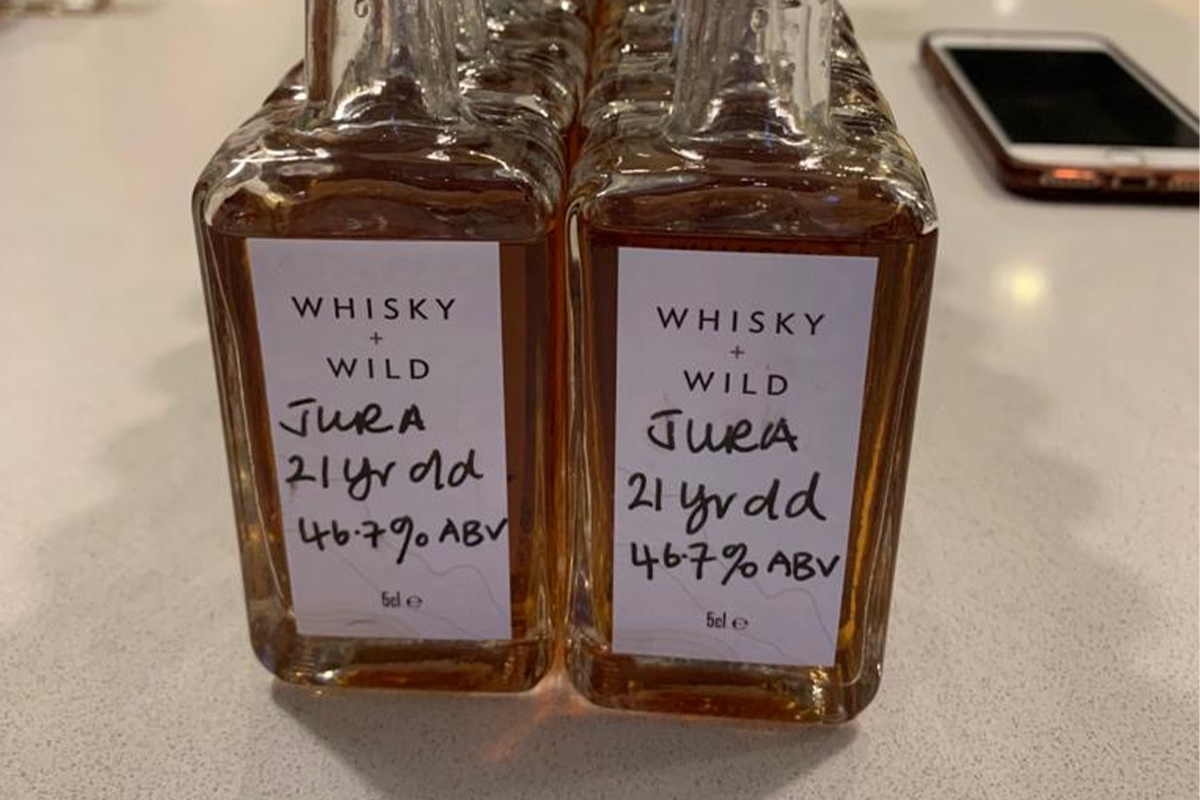 WHISKY
+
WILD
JURA
21 yr old
46.7% ABV
5cl ℮
WHISKY
+
WILD
JURA
21 yr old
46.7% ABV
5cl ℮